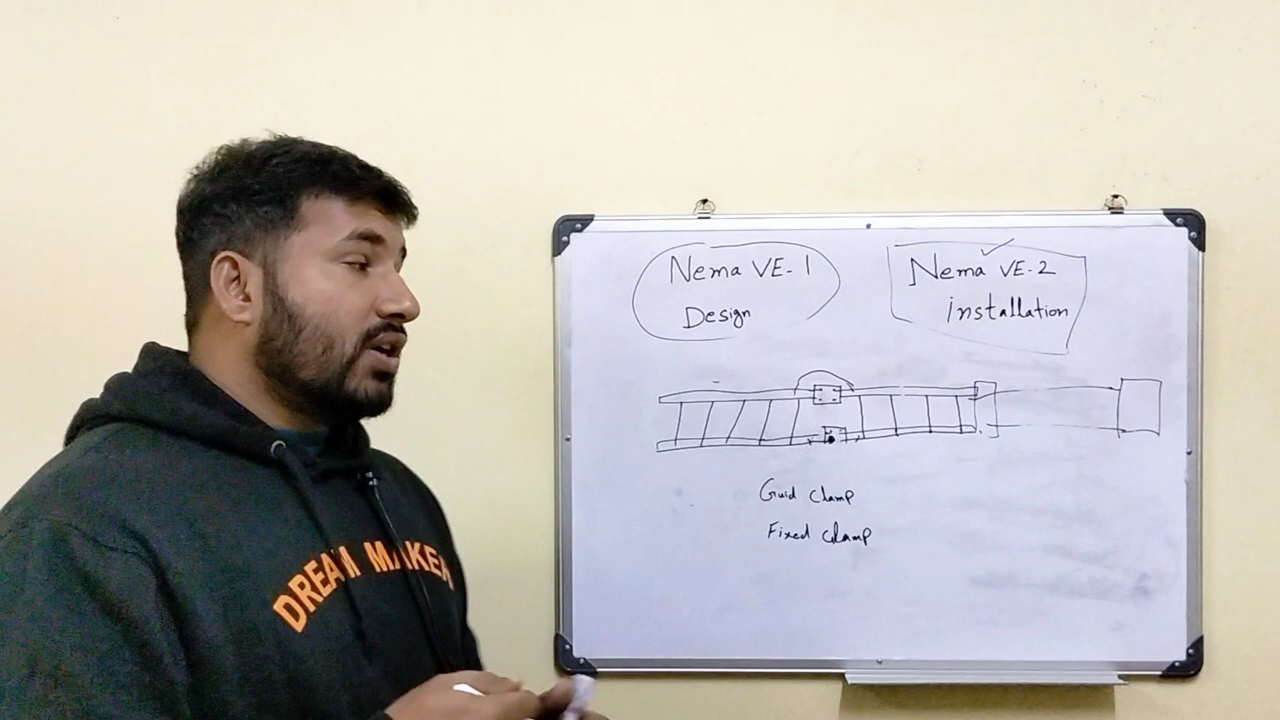 Nema VE-1
Design
Nema VE-2
installation
Guid clamp
Fixed clamp
DREAM MAKER